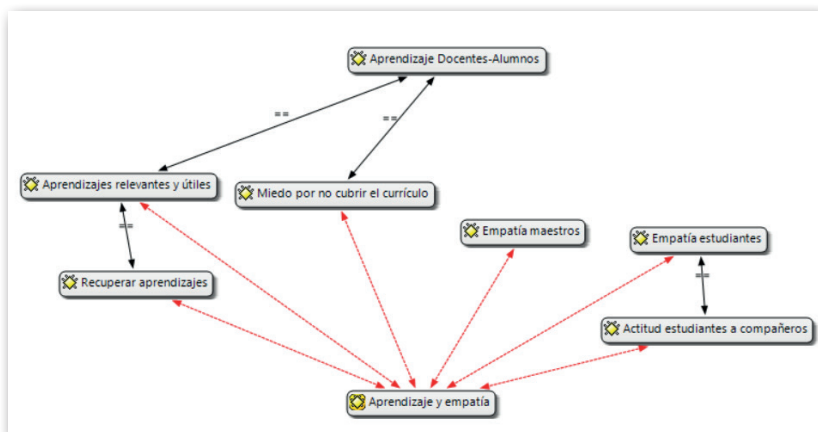 Aprendizaje Docentes-Alumnos
==
==
Aprendizajes relevantes y útiles
Miedo por no cubrir el currículo
==
Empatía maestros
Empatía estudiantes
Recuperar aprendizajes
==
Actitud estudiantes a compañeros
Aprendizaje y empatía